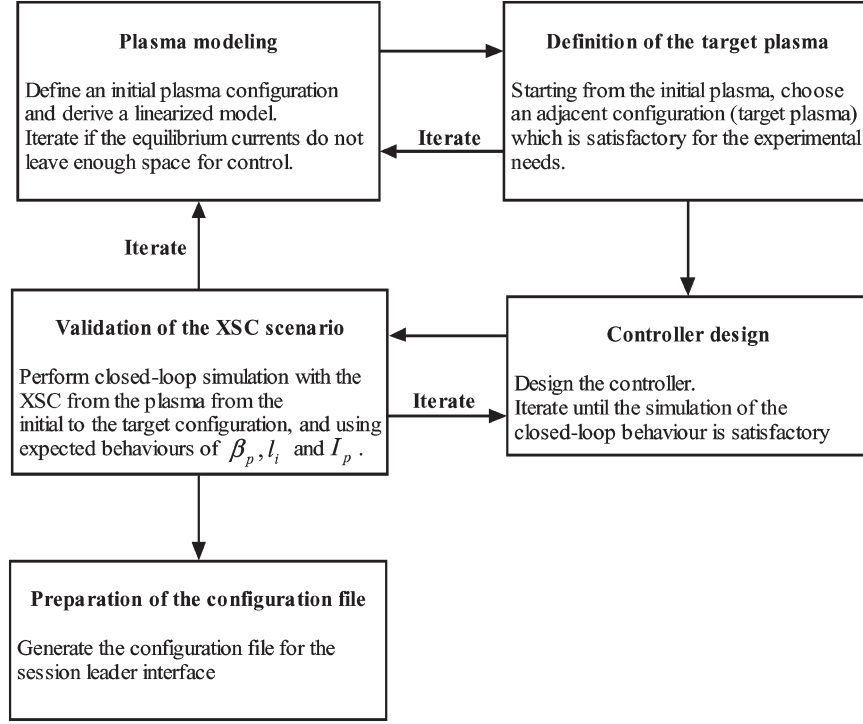 Plasma modeling
Define an initial plasma configuration
and derive a linearized model.
Iterate if the equilibrium currents do not
leave enough space for control.
Definition of the target plasma
Starting from the initial plasma, choose
an adjacent configuration (target plasma)
which is satisfactory for the experimental
needs.
Iterate
Iterate
Validation of the XSC scenario
Perform closed-loop simulation with the
XSC from the plasma from the
initial to the target configuration, and using
expected behaviours of β_p, l_i and I_p .
Iterate
Controller design
Design the controller.
Iterate until the simulation of the
closed-loop behaviour is satisfactory
Preparation of the configuration file
Generate the configuration file for the
session leader interface